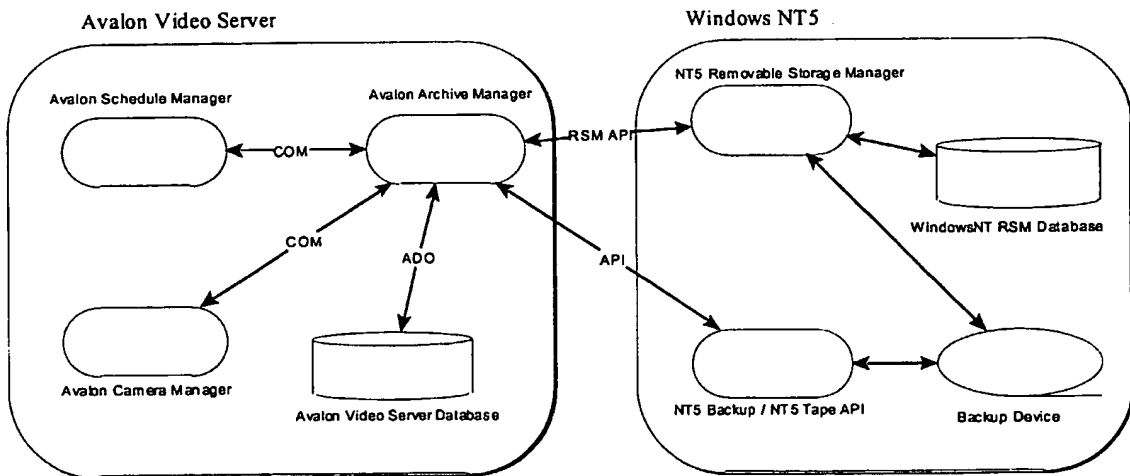 Avalon Video Server
Windows NT5
Avalon Schedule Manager
Avalon Archive Manager
NT5 Removable Storage Manager
COM
RSM API
WindowsNT RSM Database
COM
ADO
API
Avalon Camera Manager
Avalon Video Server Database
NT5 Backup / NT5 Tape API
Backup Device